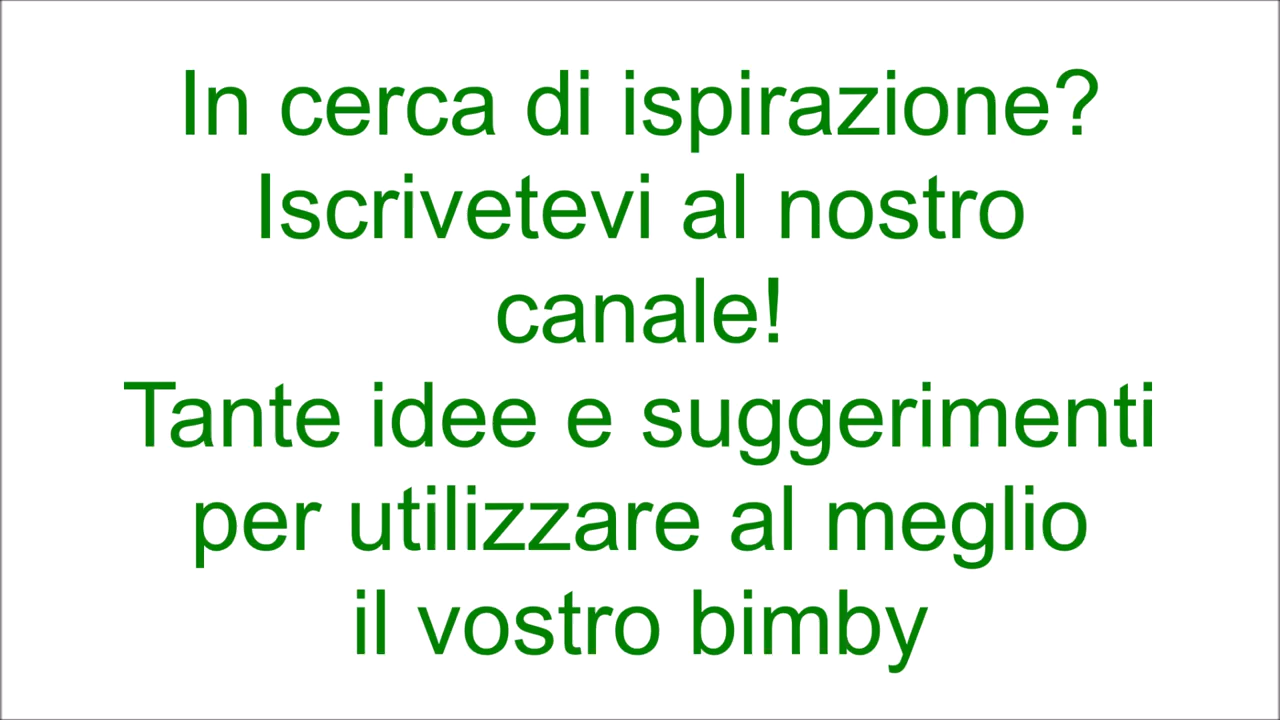 In cerca di ispirazione?
Iscrivetevi al nostro
canale!
Tante idee e suggerimenti
per utilizzare al meglio
il vostro bimby